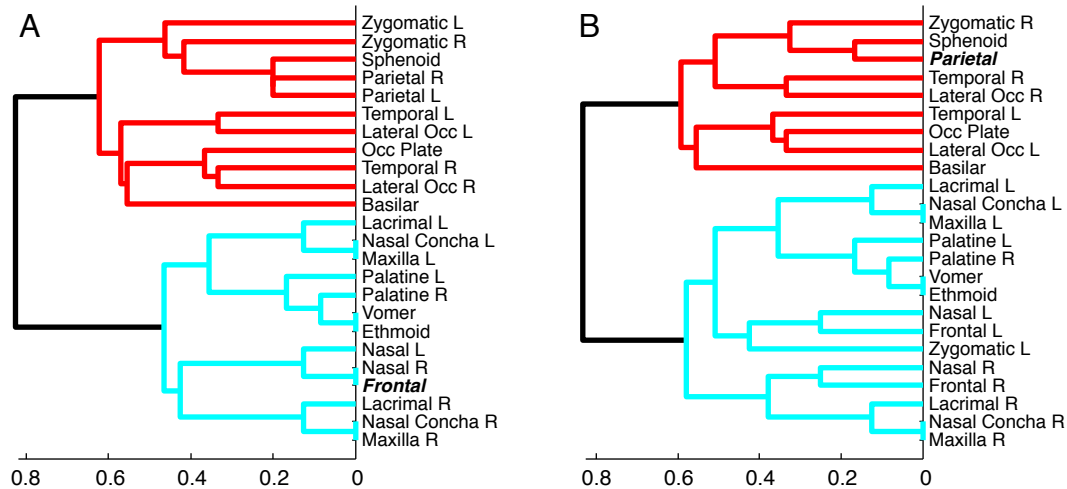 A
Zygomatic L
Zygomatic R
Sphenoid
Parietal R
Parietal L
Temporal L
Lateral Occ L
Occ Plate
Temporal R
Lateral Occ R
Basilar
Lacrimal L
Nasal Concha L
Maxilla L
Palatine L
Palatine R
Vomer
Ethmoid
Nasal L
Nasal R
Frontal
Lacrimal R
Nasal Concha R
Maxilla R
0.8 0.6 0.4 0.2 0
B
Zygomatic R
Sphenoid
Parietal
Temporal R
Lateral Occ R
Temporal L
Occ Plate
Lateral Occ L
Basilar
Lacrimal L
Nasal Concha L
Maxilla L
Palatine L
Palatine R
Vomer
Ethmoid
Nasal L
Frontal L
Zygomatic L
Nasal R
Frontal R
Lacrimal R
Nasal Concha R
Maxilla R
0.8 0.6 0.4 0.2 0